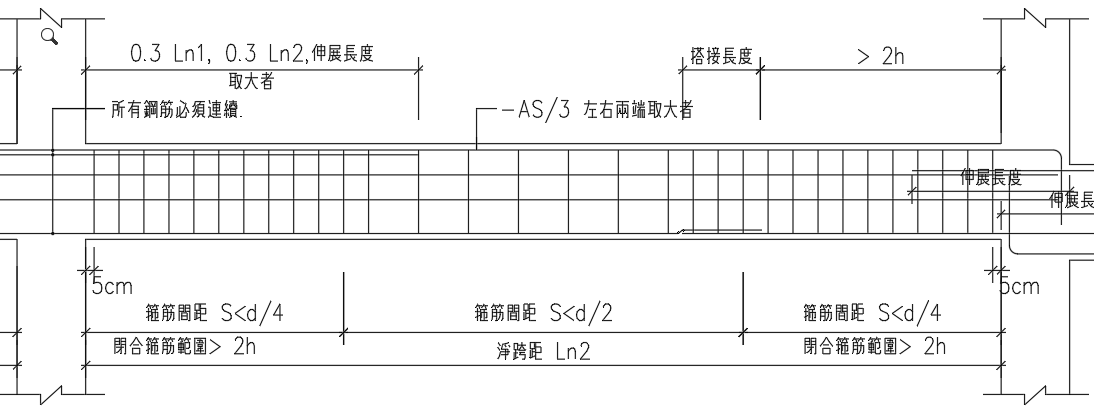 0.3 Ln1, 0.3 Ln2,伸展長度
取大者
搭接長度
> 2h
所有鋼筋必須連續.
-AS/3 左右兩端取大者
伸展長度
伸展長
5cm
5cm
箍筋間距 S<d/4
箍筋間距 S<d/2
箍筋間距 S<d/4
閉合箍筋範圍> 2h
淨跨距 Ln2
閉合箍筋範圍> 2h